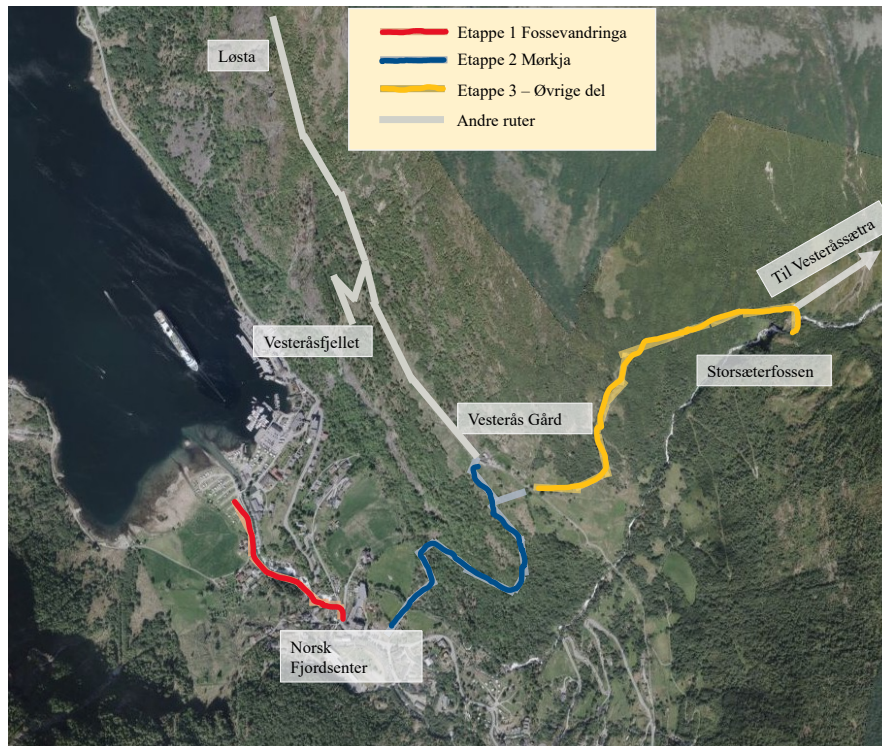 Etappe 1 Fossevandringa
Etappe 2 Mørkja
Etappe 3 – Øvrige del
Andre ruter
Løsta
Til Vesteråssætra
Vesteråsfjellet
Storsæterfossen
Vesterås Gård
Norsk
Fjordsenter